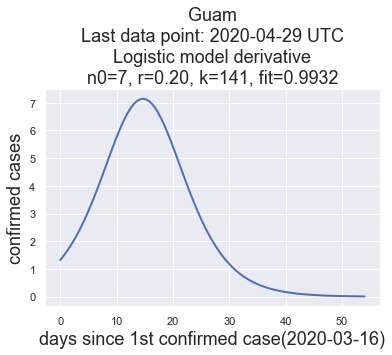 Guam
Last data point: 2020-04-29 UTC
Logistic model derivative
n0=7, r=0.20, k=141, fit=0.9932
confirmed cases
7
6
5
4
3
2
1
0
0 10 20 30 40 50
days since 1st confirmed case(2020-03-16)